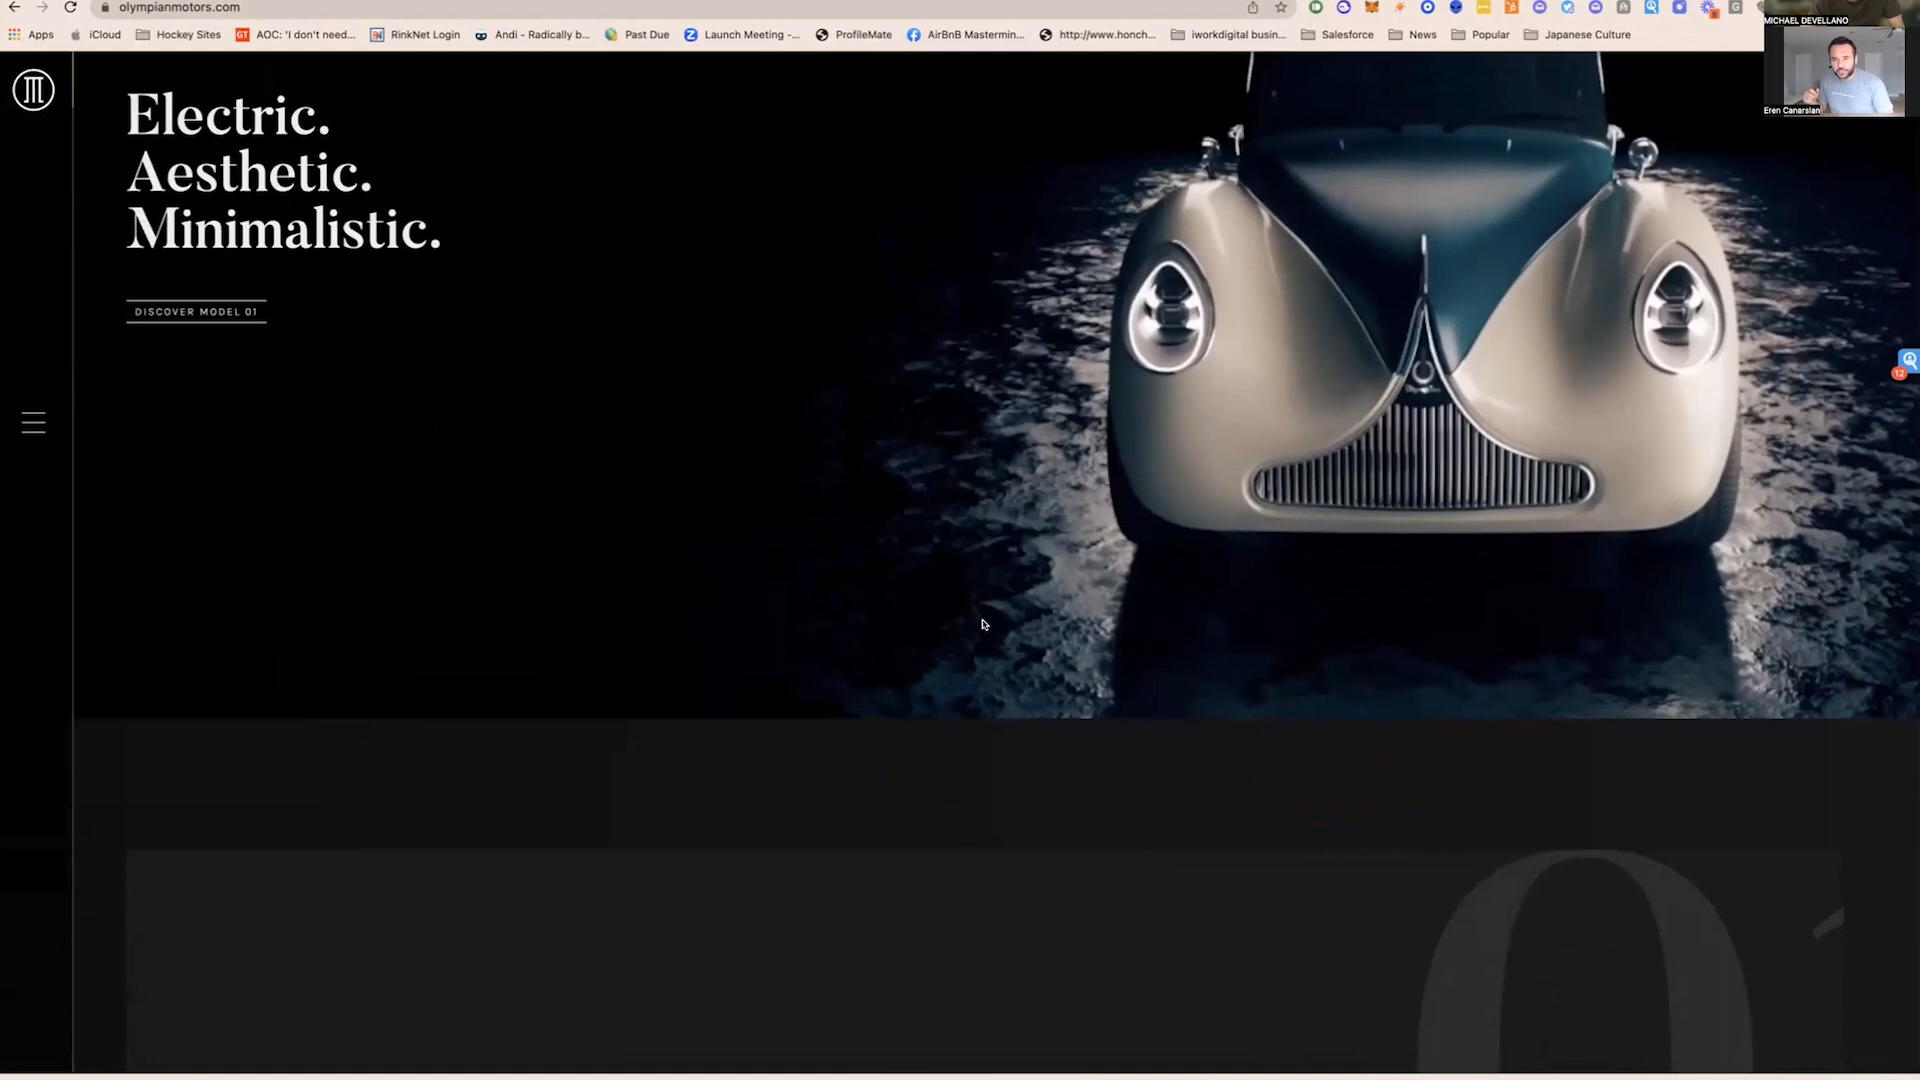 olympianmotors.com
Apps
iCloud
Hockey Sites
AOC: 'I don't need...
RinkNet Login
Andi - Radically b...
Past Due
Launch Meeting -...
ProfileMate
AirBnB Mastermin...
http://www.honch...
iworkdigital busin...
Salesforce
News
Popular
Japanese Culture
MICHAEL DEVELLANO
Eren Canarslan
Electric.
Aesthetic.
Minimalistic.
DISCOVER MODEL 01
12